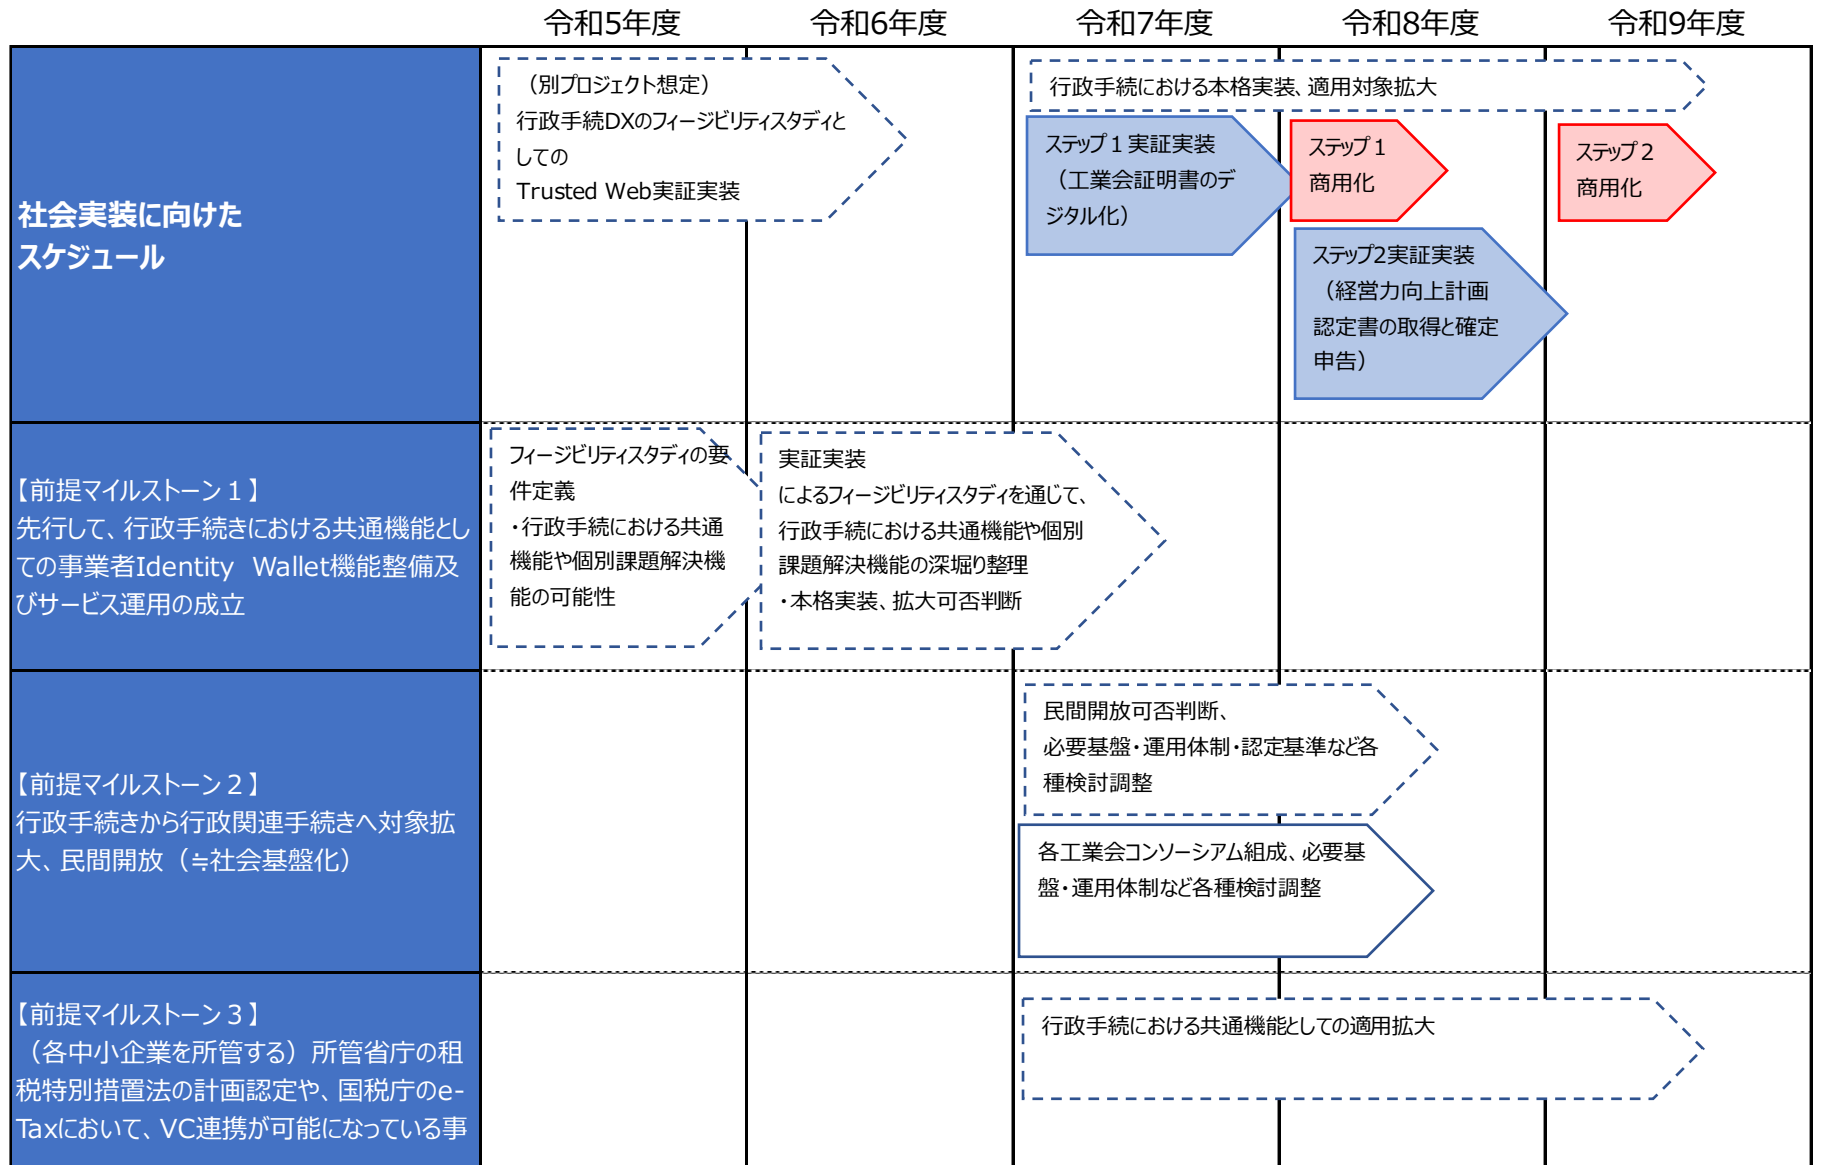 令和5年度
令和6年度
令和7年度
令和8年度
令和9年度
社会実装に向けた
スケジュール
（別プロジェクト想定）
行政手続DXのフィージビリティスタディと
しての
Trusted Web実証実装
行政手続における本格実装、適用対象拡大
ステップ１実証実装
（工業会証明書のデ
ジタル化）
ステップ１
商用化
ステップ２
商用化
ステップ2実証実装
（経営力向上計画
認定書の取得と確定
申告）
【前提マイルストーン１】
先行して、行政手続きにおける共通機能とし
ての事業者Identity　Wallet機能整備及
びサービス運用の成立
フィージビリティスタディの要
件定義
・行政手続における共通
機能や個別課題解決機
能の可能性
実証実装
によるフィージビリティスタディを通じて、
行政手続における共通機能や個別
課題解決機能の深堀り整理
・本格実装、拡大可否判断
【前提マイルストーン２】
行政手続きから行政関連手続きへ対象拡
大、民間開放（≒社会基盤化）
民間開放可否判断、
必要基盤・運用体制・認定基準など各
種検討調整
各工業会コンソーシアム組成、必要基
盤・運用体制など各種検討調整
【前提マイルストーン３】
（各中小企業を所管する）所管省庁の租
税特別措置法の計画認定や、国税庁のe-
Taxにおいて、VC連携が可能になっている事
行政手続における共通機能としての適用拡大